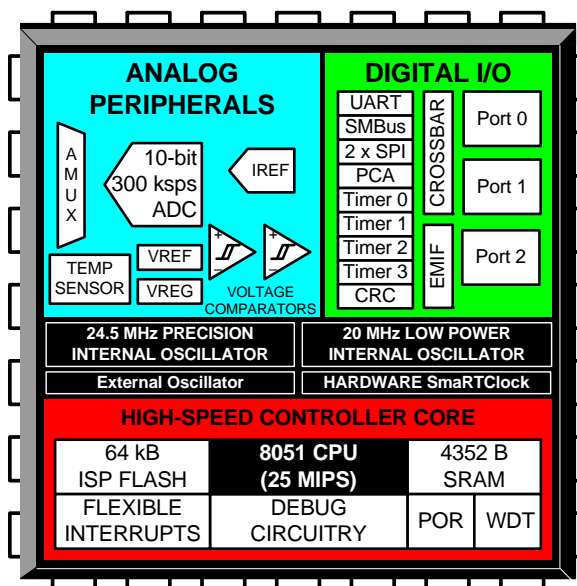 ANALOG
PERIPHERALS
A
M
U
X
10-bit
300 ksps
ADC
IREF
TEMP
SENSOR
VREF
VREG
+
–
+
–
VOLTAGE
COMPARATORS
DIGITAL I/O
UART
SMBus
2 x SPI
PCA
Timer 0
Timer 1
Timer 2
Timer 3
CRC
CROSSBAR
EMIF
Port 0
Port 1
Port 2
24.5 MHz PRECISION
INTERNAL OSCILLATOR
20 MHz LOW POWER
INTERNAL OSCILLATOR
External Oscillator
HARDWARE SmaRTClock
HIGH-SPEED CONTROLLER CORE
64 kB
ISP FLASH
8051 CPU
(25 MIPS)
4352 B
SRAM
FLEXIBLE
INTERRUPTS
DEBUG
CIRCUITRY
POR
WDT